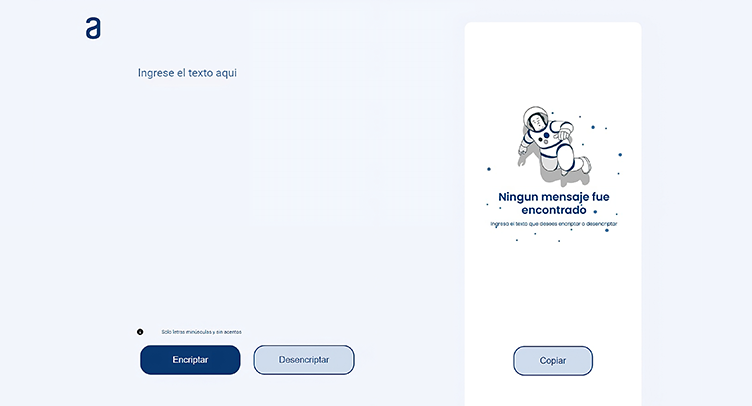 a
Ingrese el texto aqui
Ningun mensaje fue
encontrado
Ingresa el texto que desees encriptar o desencriptar
Solo letras minúsculas y sin acentos
Encriptar
Desencriptar
Copiar